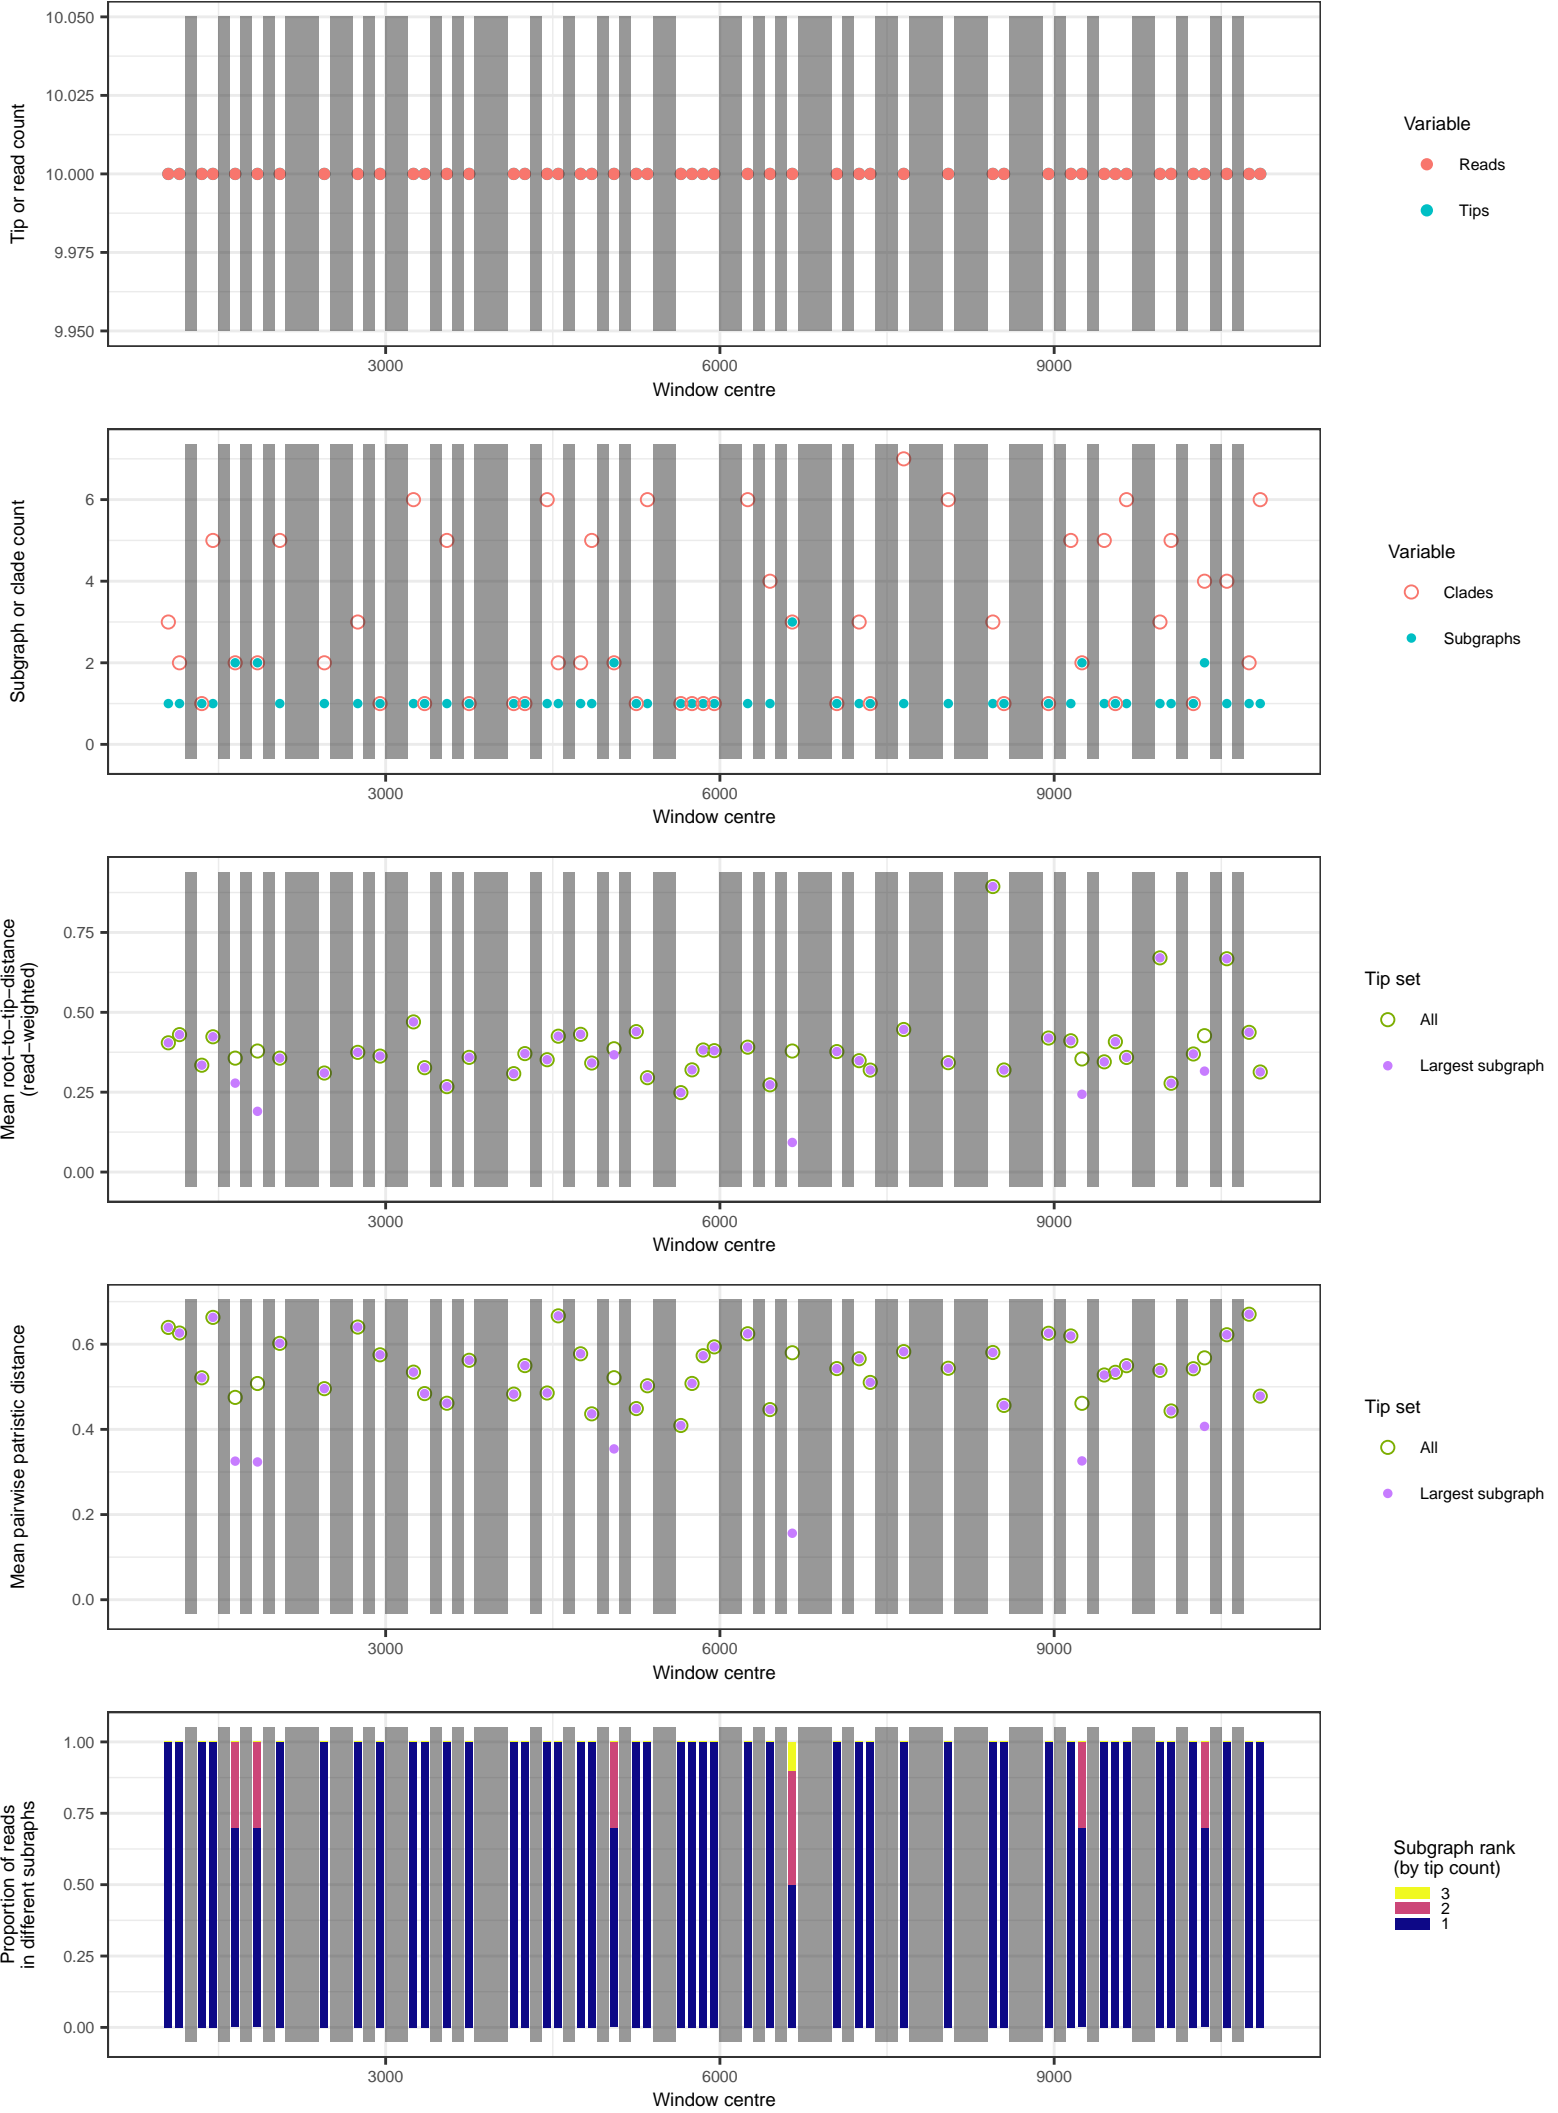 10.050
10.025
10.000
9.975
9.950
Tip or read count
3000
6000
9000
Window centre
Variable
Reads
Tips
6
4
2
0
Subgraph or clade count
3000
6000
9000
Window centre
Variable
Clades
Subgraphs
0.75
0.50
0.25
0.00
Mean root−to−tip−distance
(read−weighted)
3000
6000
9000
Window centre
Tip set
All
Largest subgraph
0.6
0.4
0.2
0.0
Mean pairwise patristic distance
3000
6000
9000
Window centre
Tip set
All
Largest subgraph
1.00
0.75
0.50
0.25
0.00
Proportion of reads
in different subraphs
3000
6000
9000
Window centre
Subgraph rank
(by tip count)
3
2
1